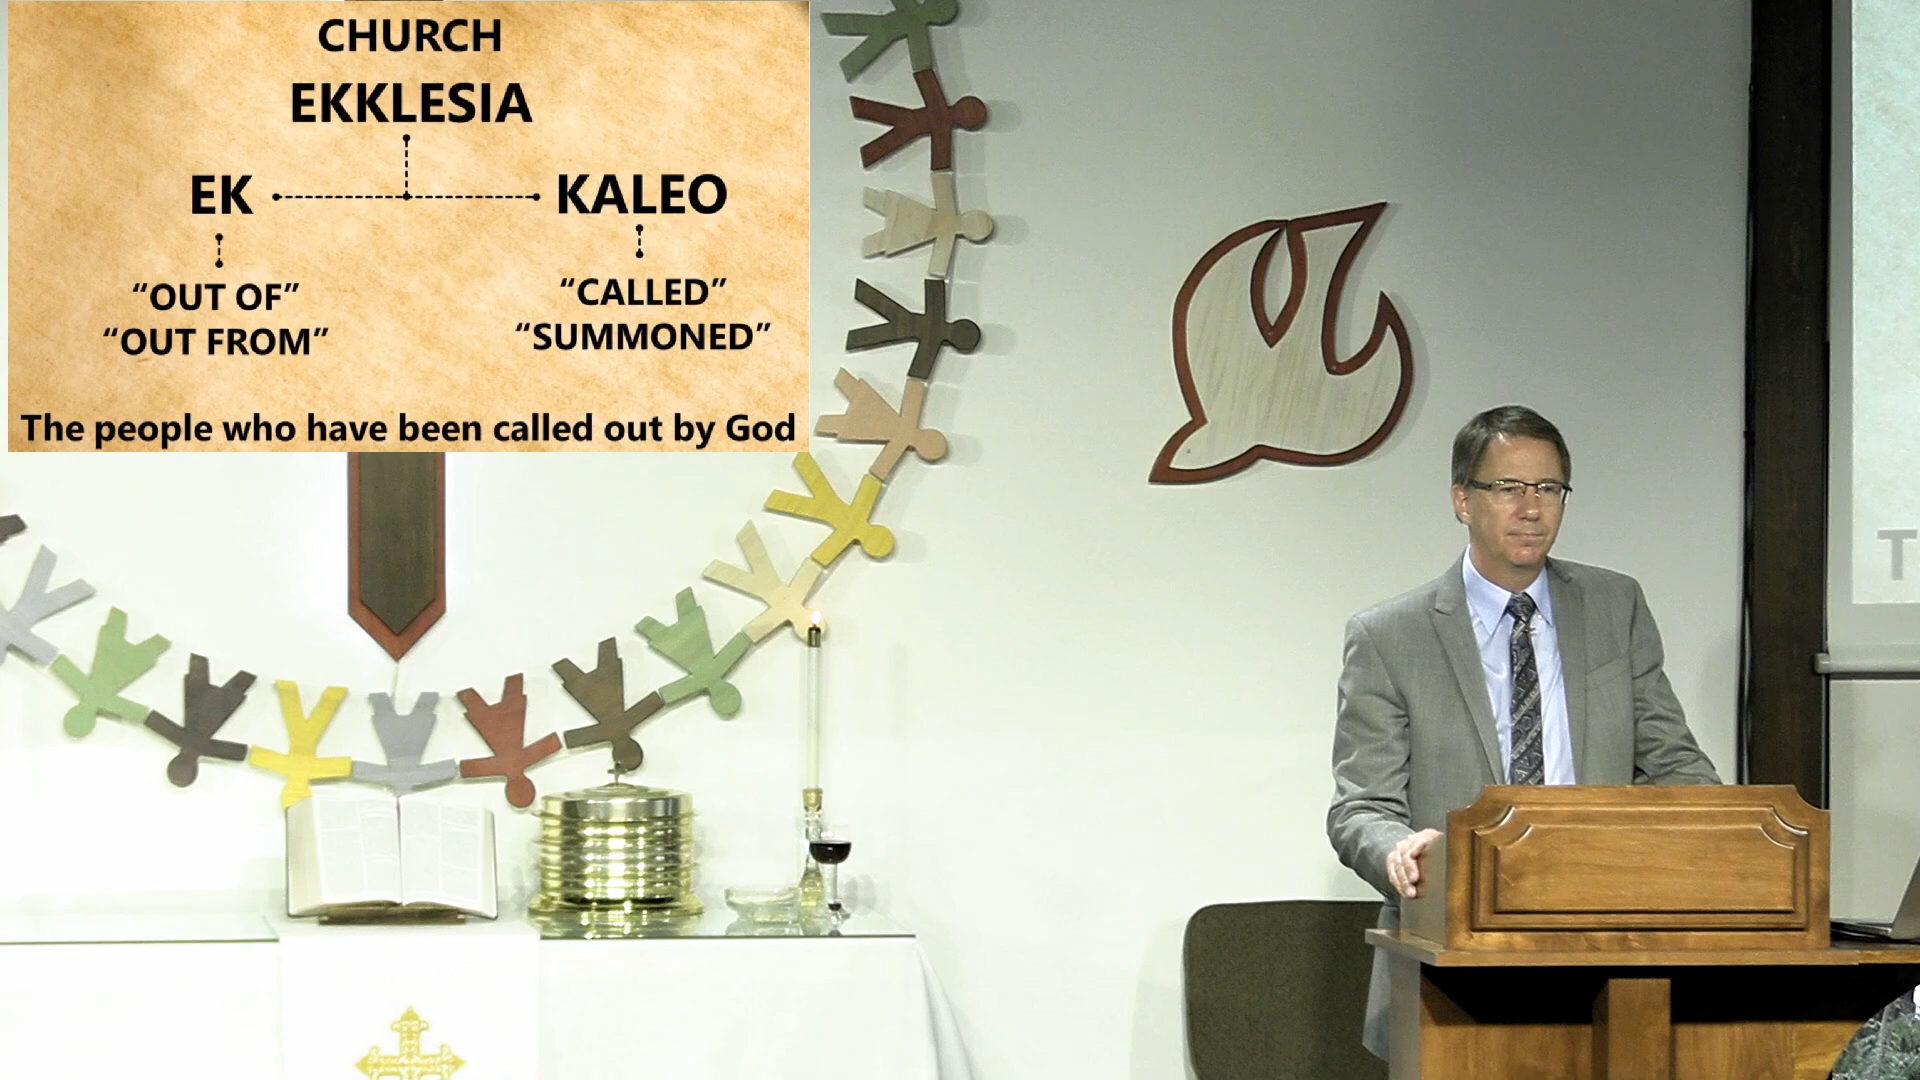 CHURCH
EKKLESIA
EK KALEO
“OUT OF” “CALLED”
“OUT FROM” “SUMMONED”
The people who have been called out by God
T